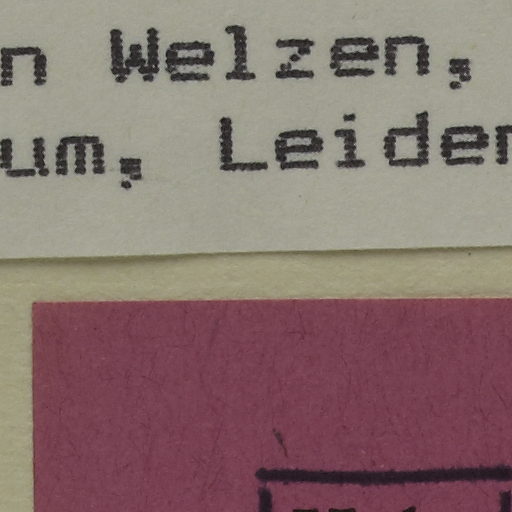 n Welzen,
um, Leiden